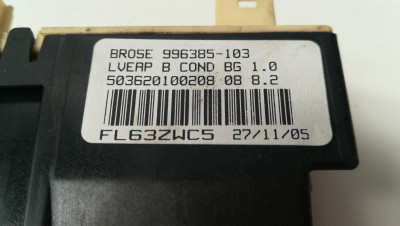 BROSE 996385-103
LVEAP B COND BG 1.0
503620100208 08 8.2
FL63ZWC5 27/11/05